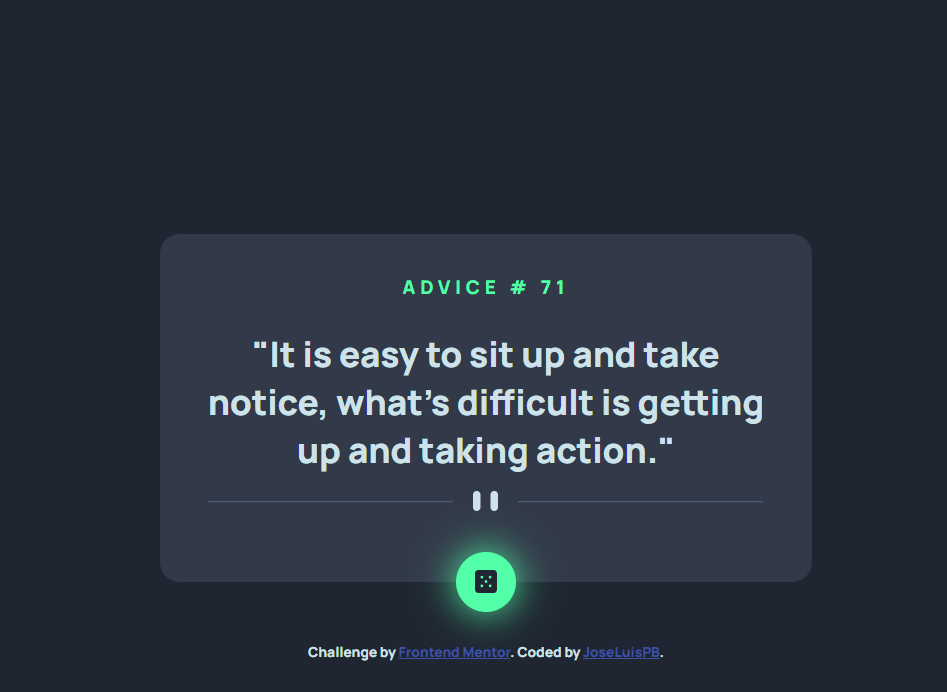 ADVICE # 71
"It is easy to sit up and take
notice, what’s difficult is getting
up and taking action."
Challenge by Frontend Mentor. Coded by JoseLuisPB.